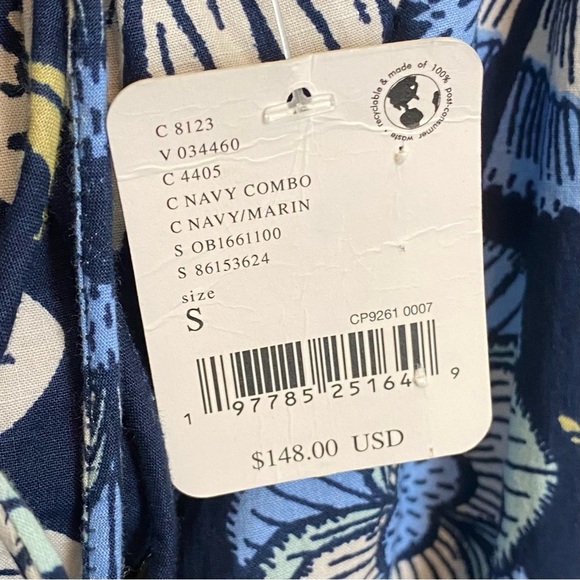 recyclable & made of 100% post-consumer waste •
C 8123
V 034460
C 4405
C NAVY COMBO
C NAVY/MARIN
S OB1661100
S 86153624
size
S
CP9261 0007
1 97785 25164 9
$148.00 USD